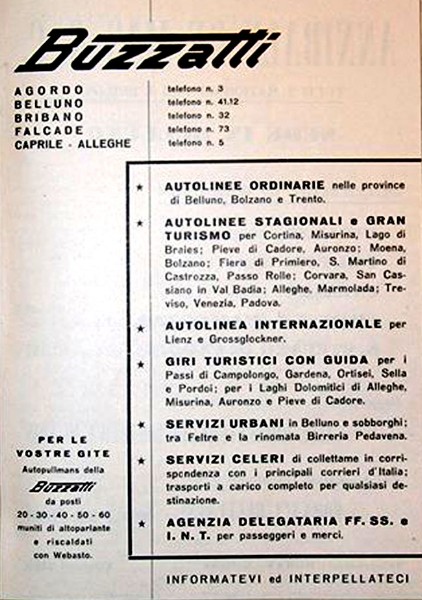 Buzzatti
AGORDO telefono n. 3
BELLUNO telefono n. 41.12
BRIBANO telefono n. 32
FALCADE telefono n. 73
CAPRILE - ALLEGHE telefono n. 5
★ AUTOLINEE ORDINARIE nelle province
di Belluno, Bolzano e Trento.
★ AUTOLINEE STAGIONALI e GRAN
TURISMO per Cortina, Misurina, Lago di
Braies; Pieve di Cadore, Auronzo; Moena,
Bolzano; Fiera di Primiero, S. Martino di
Castrozza, Passo Rolle; Corvara, San Cas-
siano in Val Badia; Alleghe, Marmolada; Tre-
viso, Venezia, Padova.
★ AUTOLINEA INTERNAZIONALE per
Lienz e Grossglockner.
★ GIRI TURISTICI CON GUIDA per i
Passi di Campolongo, Gardena, Ortisei, Sella
e Pordoi; per i Laghi Dolomitici di Alleghe,
Misurina, Auronzo e Pieve di Cadore.
★ SERVIZI URBANI in Belluno e sobborghi;
tra Feltre e la rinomata Birreria Pedavena.
★ SERVIZI CELERI di collettame in corri-
spondenza con i principali corrieri d'Italia;
trasporti a carico completo per qualsiasi de-
stinazione.
★ AGENZIA DELEGATARIA FF. SS. e
I. N. T. per passeggeri e merci.
PER LE
VOSTRE GITE
Autopullmans della
Buzzatti
da posti
20 - 30 - 40 - 50 - 60
muniti di altoparlante
e riscaldati
con Webasto.
INFORMATEVI ed INTERPELLATECI